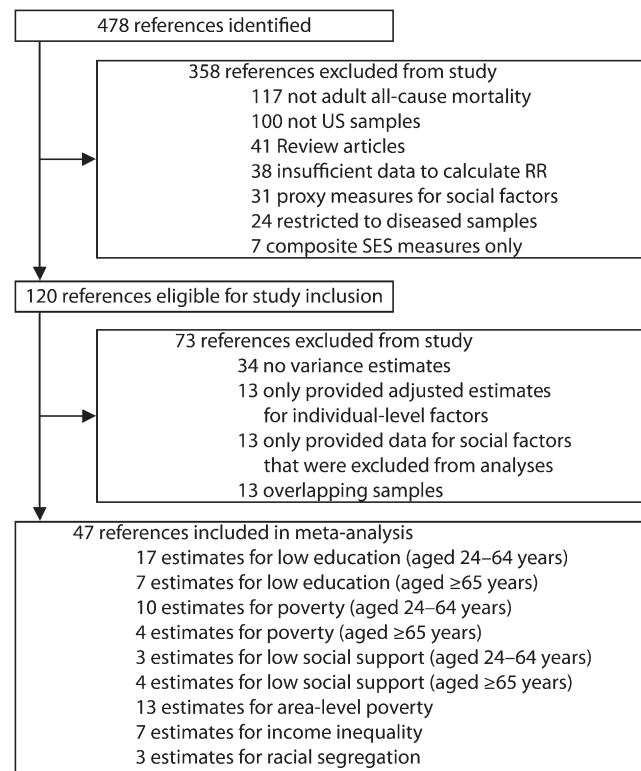 478 references identified
358 references excluded from study
117 not adult all-cause mortality
100 not US samples
41 Review articles
38 insufficient data to calculate RR
31 proxy measures for social factors
24 restricted to diseased samples
7 composite SES measures only
120 references eligible for study inclusion
73 references excluded from study
34 no variance estimates
13 only provided adjusted estimates
for individual-level factors
13 only provided data for social factors
that were excluded from analyses
13 overlapping samples
47 references included in meta-analysis
17 estimates for low education (aged 24–64 years)
7 estimates for low education (aged ≥65 years)
10 estimates for poverty (aged 24–64 years)
4 estimates for poverty (aged ≥65 years)
3 estimates for low social support (aged 24–64 years)
4 estimates for low social support (aged ≥65 years)
13 estimates for area-level poverty
7 estimates for income inequality
3 estimates for racial segregation